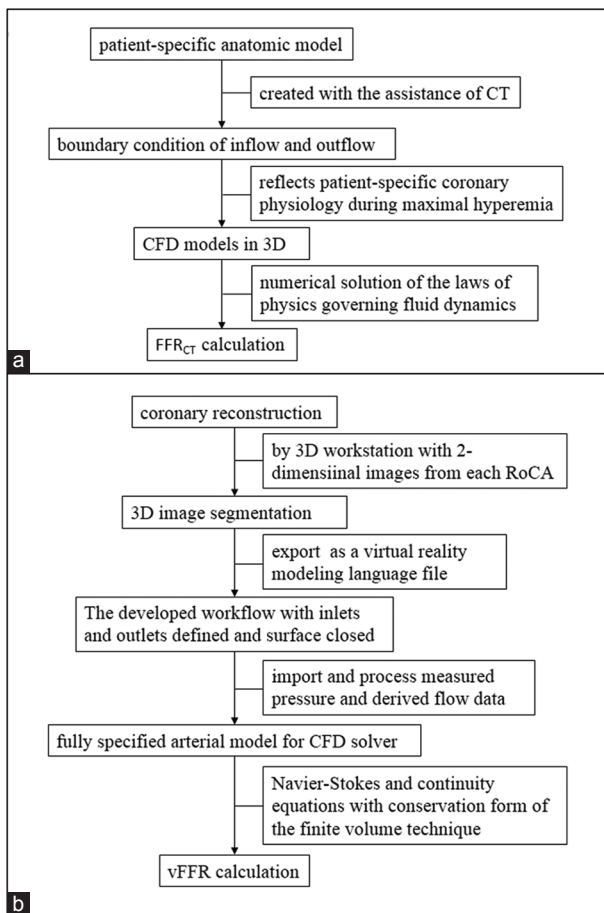 patient-specific anatomic model
created with the assistance of CT
boundary condition of inflow and outflow
reflects patient-specific coronary
physiology during maximal hyperemia
CFD models in 3D
numerical solution of the laws of
physics governing fluid dynamics
FFRCT calculation
a
coronary reconstruction
by 3D workstation with 2-
dimensiinal images from each RoCA
3D image segmentation
export as a virtual reality
modeling language file
The developed workflow with inlets
and outlets defined and surface closed
import and process measured
pressure and derived flow data
fully specified arterial model for CFD solver
Navier-Stokes and continuity
equations with conservation form of
the finite volume technique
vFFR calculation
b